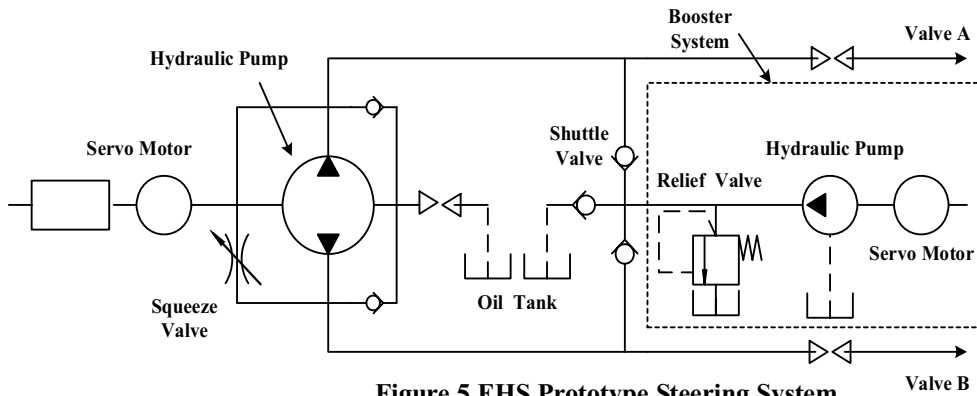 Booster
System
Valve A
Hydraulic Pump
Servo Motor
Shuttle
Valve
Hydraulic Pump
Relief Valve
Servo Motor
Squeeze
Valve
Oil Tank
Figure 5 EHS Prototype Steering System
Valve B